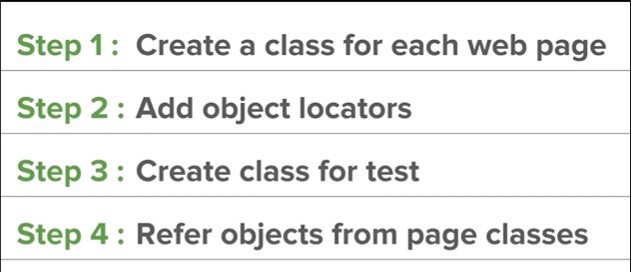 Step 1 : Create a class for each web page
Step 2 : Add object locators
Step 3 : Create class for test
Step 4 : Refer objects from page classes